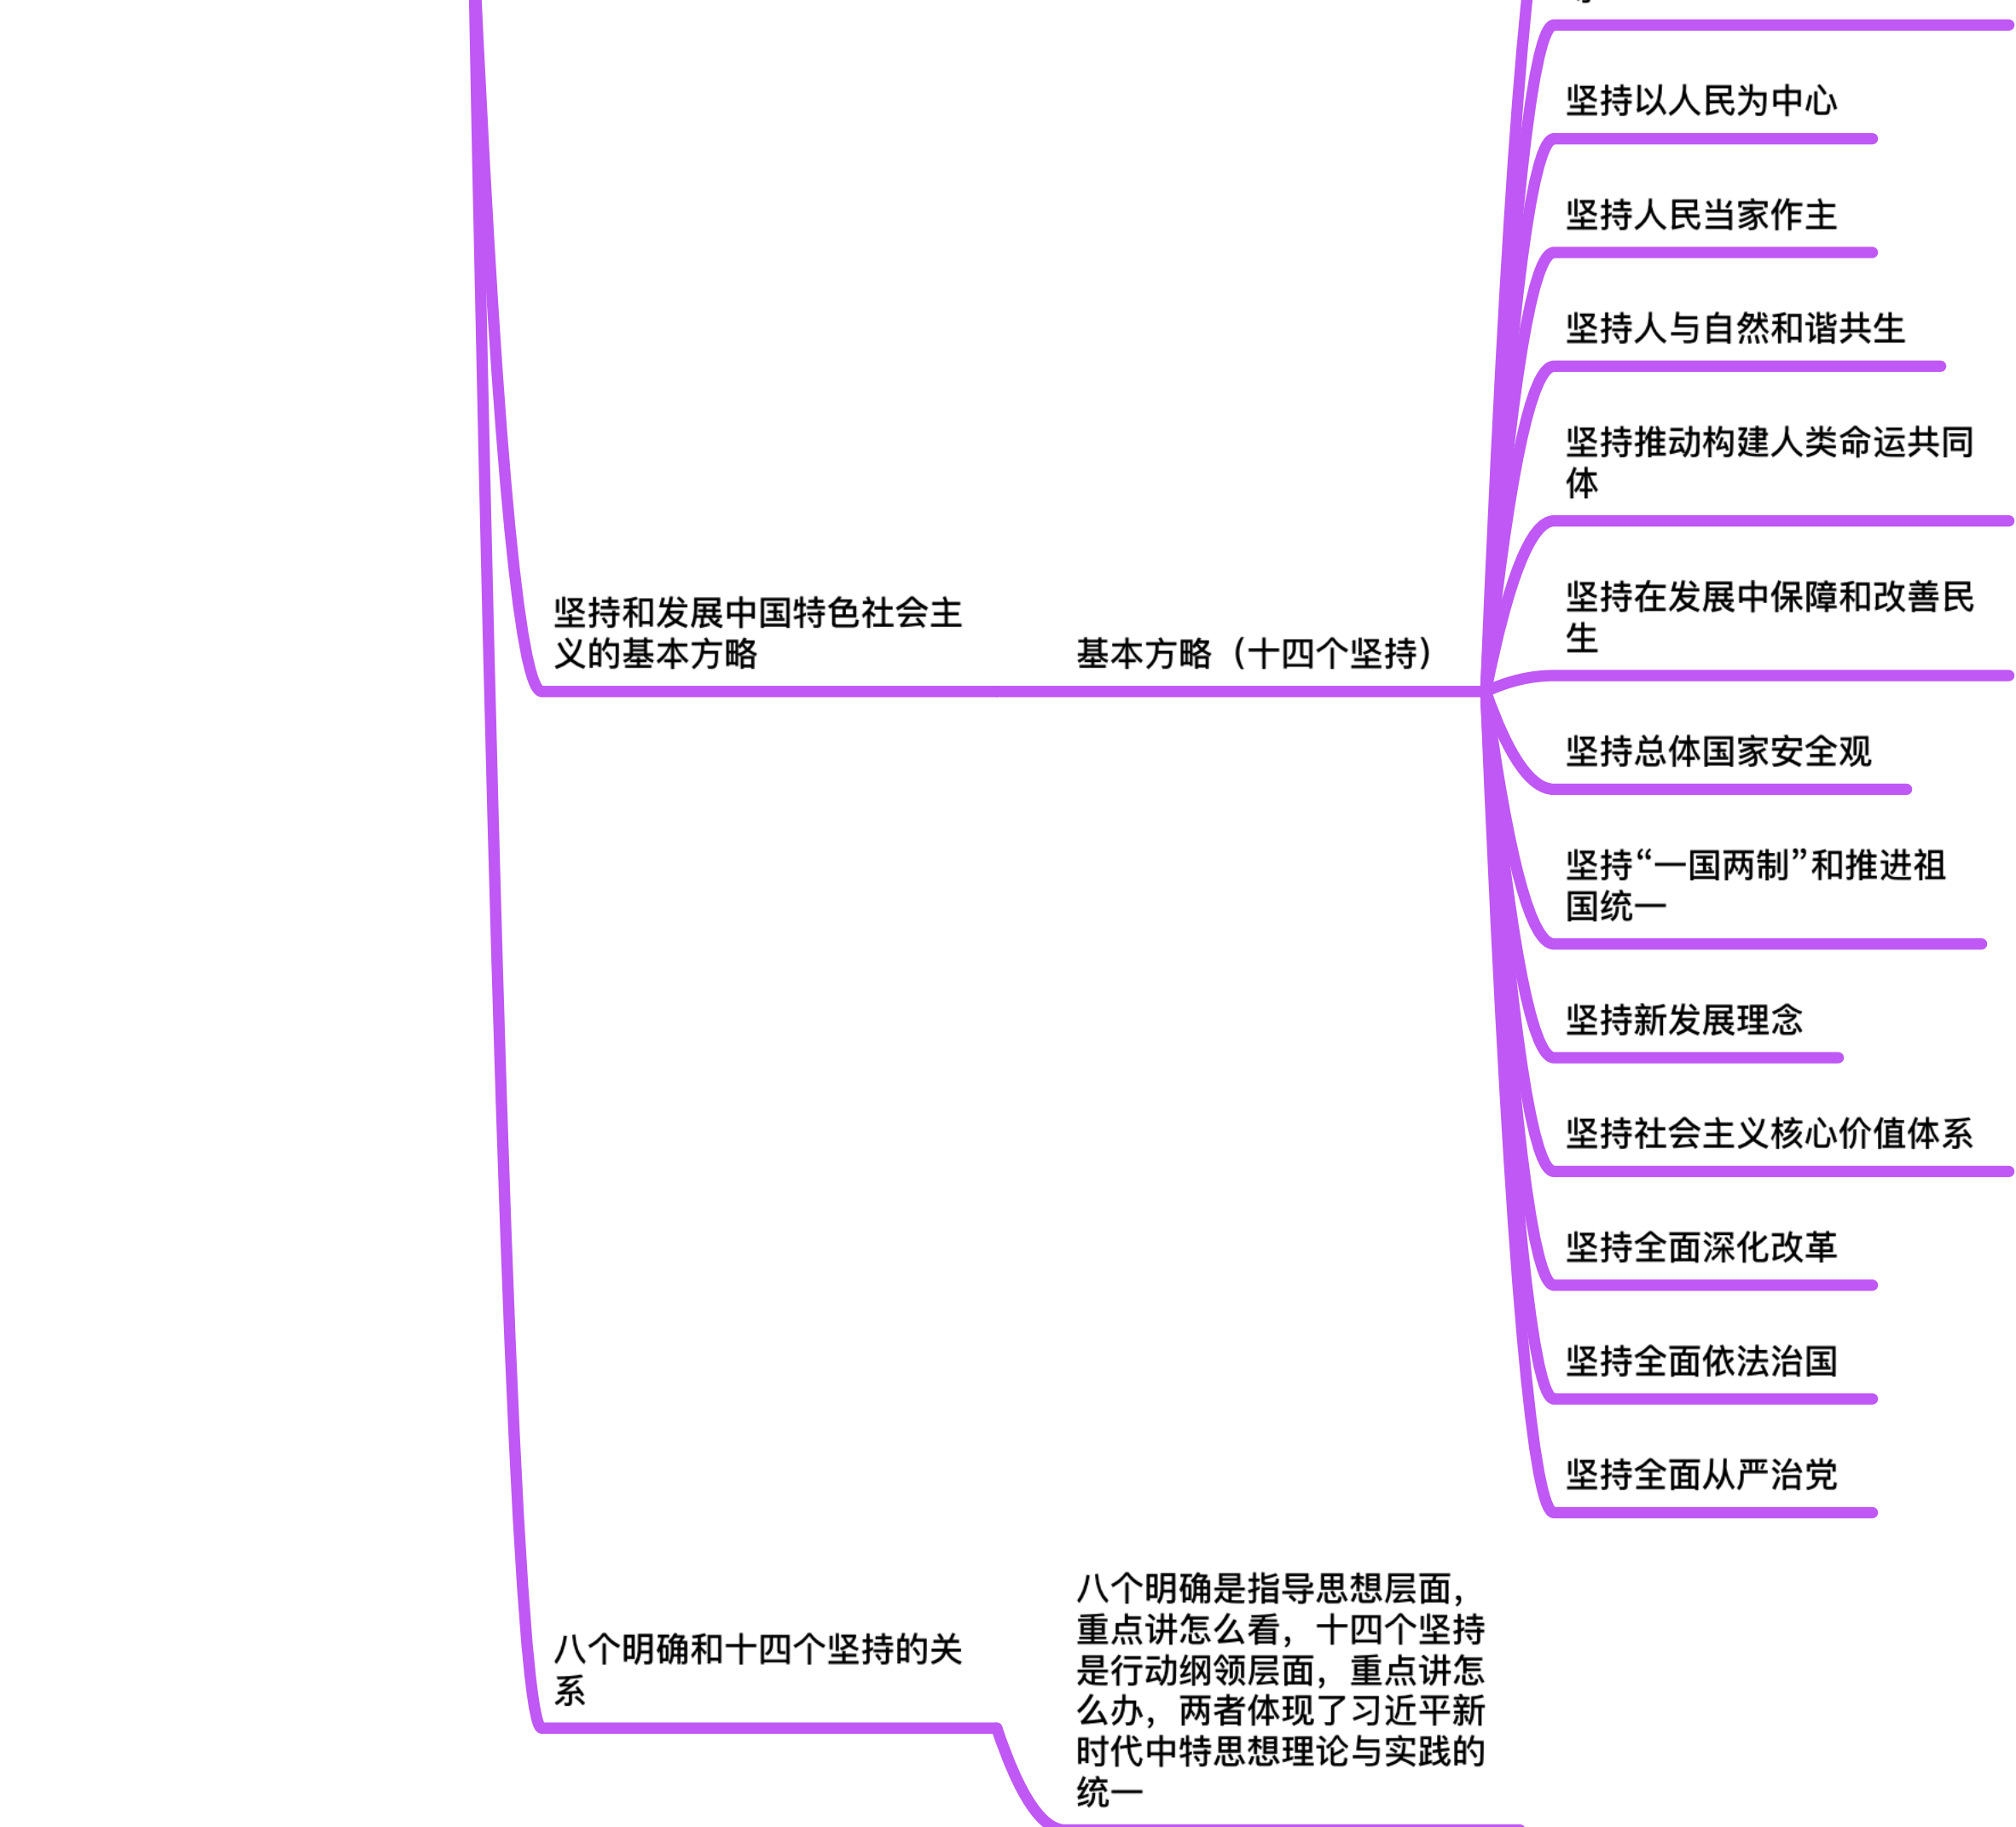 坚持以人民为中心
坚持人民当家作主
坚持人与自然和谐共生
坚持推动构建人类命运共同
体
坚持和发展中国特色社会主
义的基本方略
基本方略（十四个坚持）
坚持在发展中保障和改善民
生
坚持总体国家安全观
坚持“一国两制”和推进祖
国统一
坚持新发展理念
坚持社会主义核心价值体系
坚持全面深化改革
坚持全面依法治国
坚持全面从严治党
八个明确和十四个坚持的关
系
八个明确是指导思想层面，
重点讲怎么看，十四个坚持
是行动纲领层面，重点讲怎
么办，两者体现了习近平新
时代中特思想理论与实践的
统一